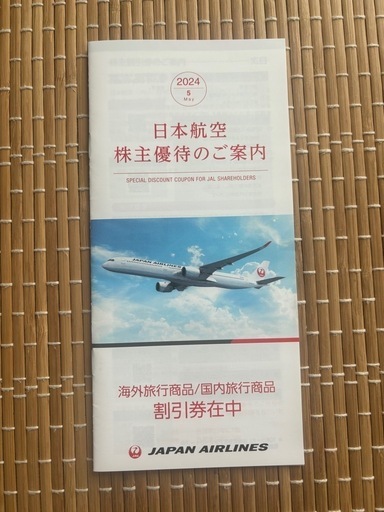 2024
5
May
日本航空
株主優待のご案内
SPECIAL DISCOUNT COUPON FOR JAL SHAREHOLDERS
JAPAN AIRLINES
海外旅行商品/国内旅行商品
割引券在中
JAPAN AIRLINES